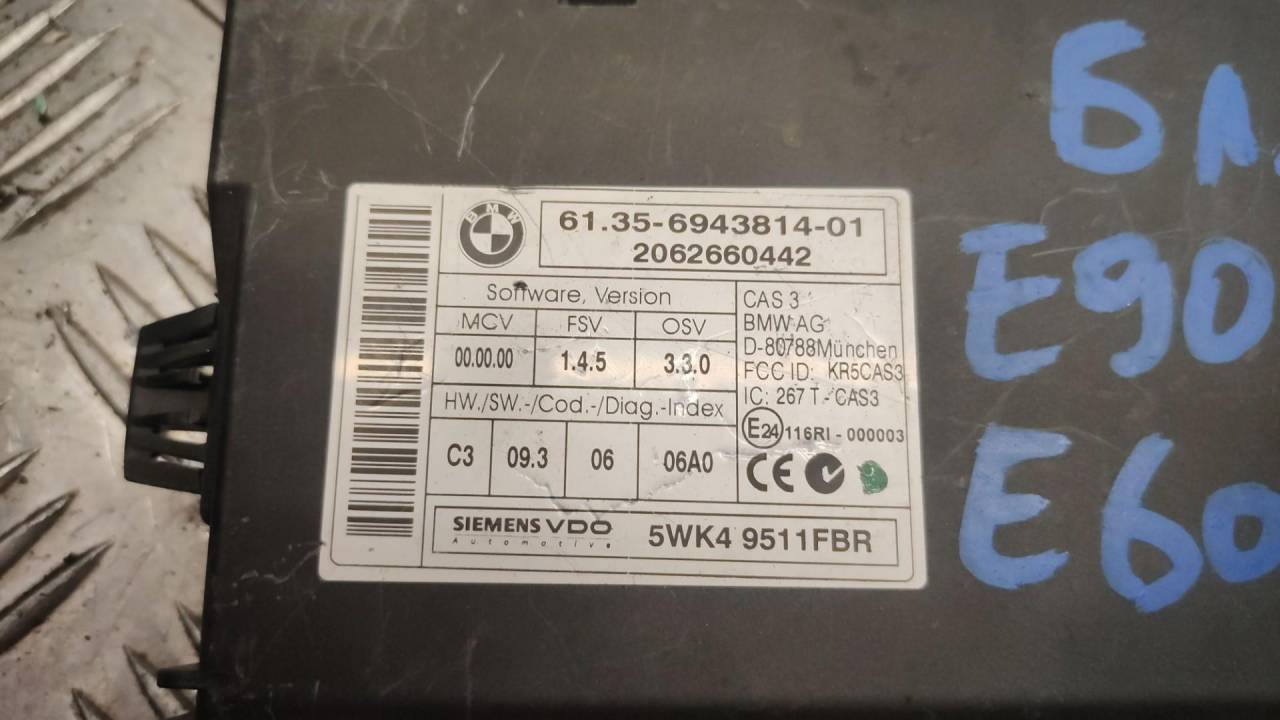 BMW
61.35-6943814-01
2062660442
Software, Version
MCV FSV OSV
00.00.00 1.4.5 3.3.0
HW./SW.-/Cod.-/Diag.-Index
C3 09.3 06 06A0
CAS 3
BMW AG
D-80788München
FCC ID: KR5CAS3
IC: 267 T - CAS3
E24 116RI - 000003
CE
SIEMENS VDO
Automotive
5WK4 9511FBR
E90
E60